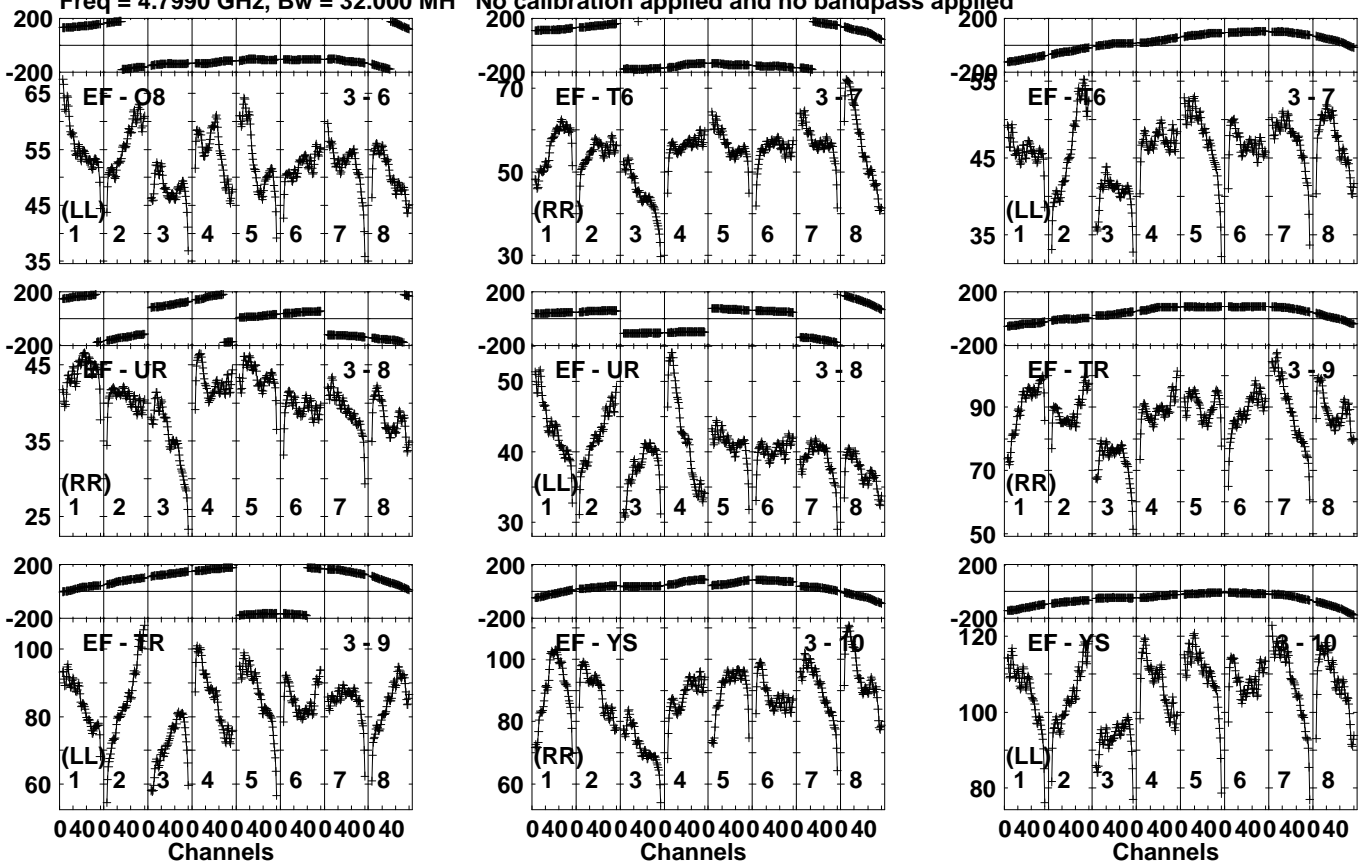 Freq = 4.7990 GHz, Bw = 32.000 MH No calibration applied and no bandpass applied
200 200 200
-200 -200 -200
EF - O8 3 - 6 EF - T6 3 - 7 EF - T6 3 - 7
65 70 55
55 50 45
45 30 35
35
(LL) (RR) (LL)
1 2 3 4 5 6 7 8 1 2 3 4 5 6 7 8 1 2 3 4 5 6 7 8
200 200 200
-200 -200 -200
EF - UR 3 - 8 EF - UR 3 - 8 EF - TR 3 - 9
45 50 90
35 40 70
25 30 50
(RR) (LL) (RR)
1 2 3 4 5 6 7 8 1 2 3 4 5 6 7 8 1 2 3 4 5 6 7 8
200 200 200
-200 -200 -200
EF - TR 3 - 9 EF - YS 3 - 10 EF - YS 3 - 10
100 100 120
80 80 100
60 60 80
(LL) (RR) (LL)
1 2 3 4 5 6 7 8 1 2 3 4 5 6 7 8 1 2 3 4 5 6 7 8
0 40 0 40 0 40 0 40 0 40 0 40 0 40 0 40 0 40 0 40 0 40 0 40 0 40 0 40 0 40 0 40 0 40 0 40 0 40 0 40 0 40 0 40 0 40 0 40
Channels Channels Channels